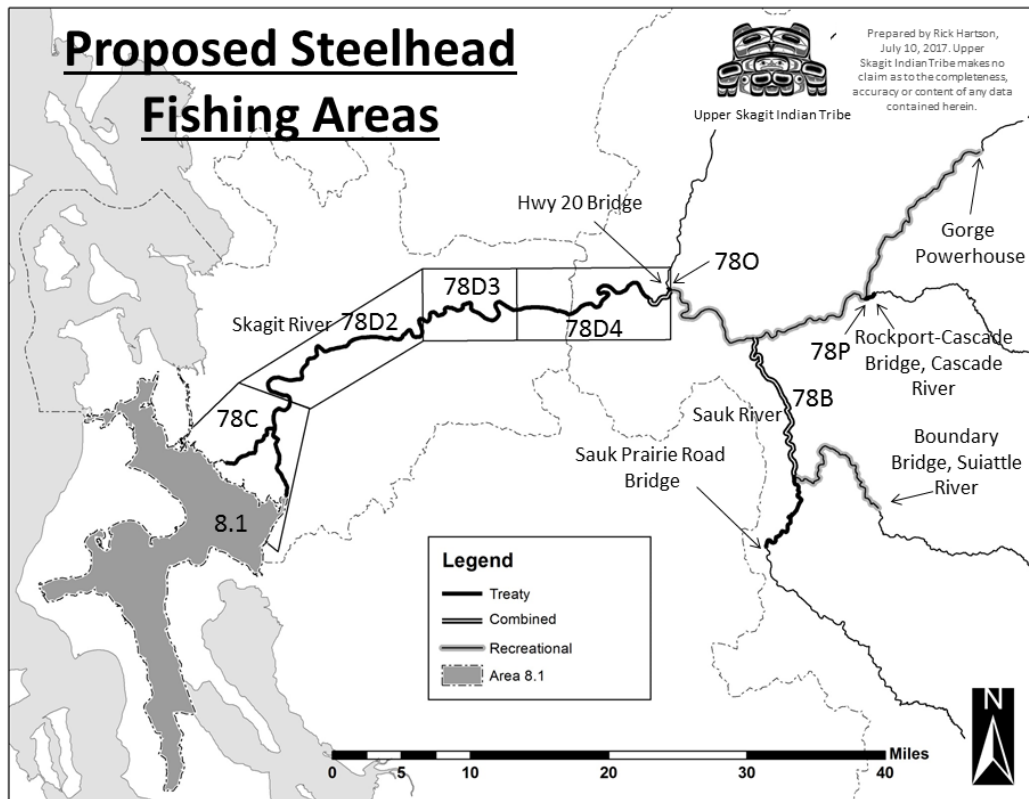 Proposed Steelhead
Fishing Areas
Upper Skagit Indian Tribe
Prepared by Rick Hartson,
July 10, 2017. Upper
Skagit Indian Tribe makes no
claim as to the completeness,
accuracy or content of any data
contained herein.
Hwy 20 Bridge
78O
Gorge
Powerhouse
78D3
Skagit River
78D2
78D4
78P
Rockport-Cascade
Bridge, Cascade
River
78C
78B
Sauk River
Sauk Prairie Road
Bridge
Boundary
Bridge, Suiattle
River
8.1
Legend
Treaty
Combined
Recreational
Area 8.1
N
Miles
0 5 10 20 30 40